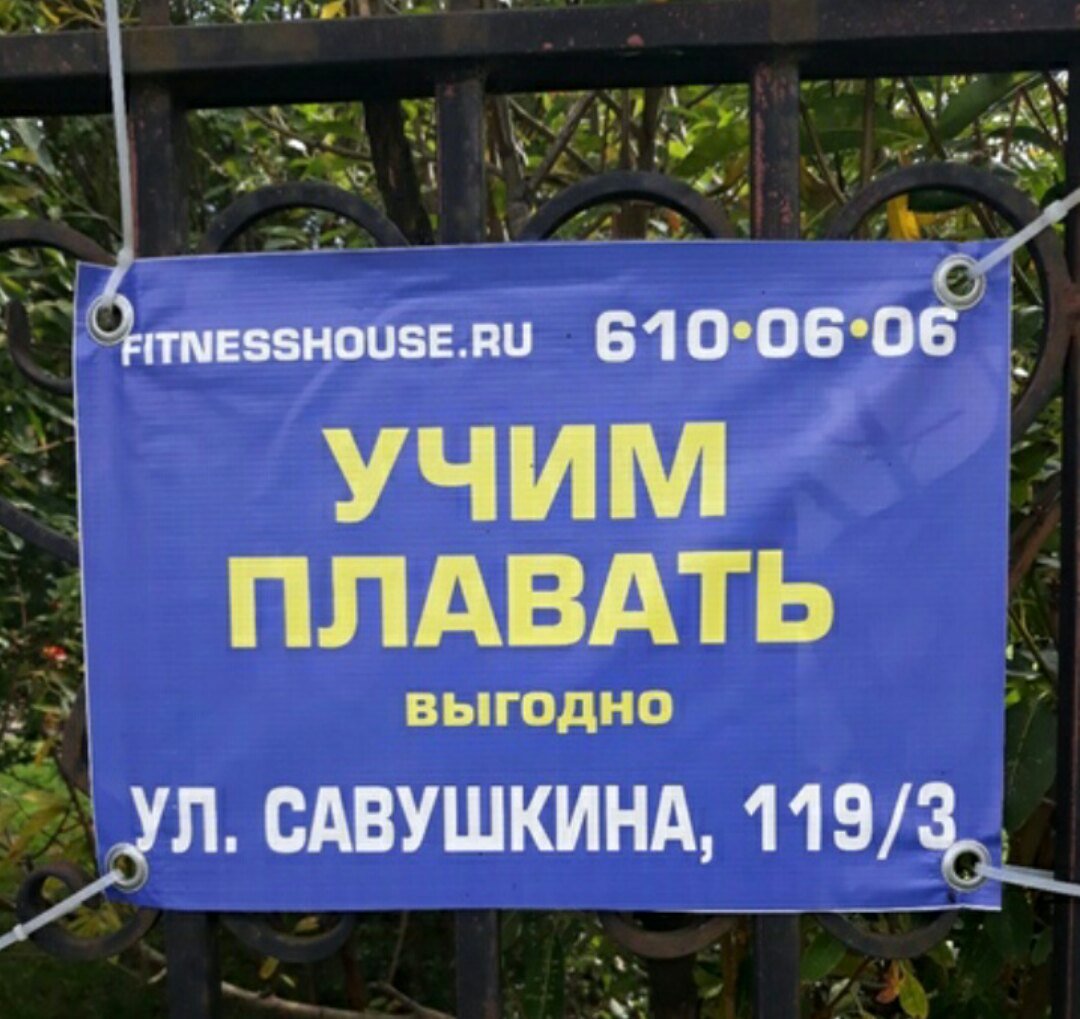 FITNESSHOUSE.RU 610•06•06
УЧИМ
ПЛАВАТЬ
выгодно
УЛ. САВУШКИНА, 119/3